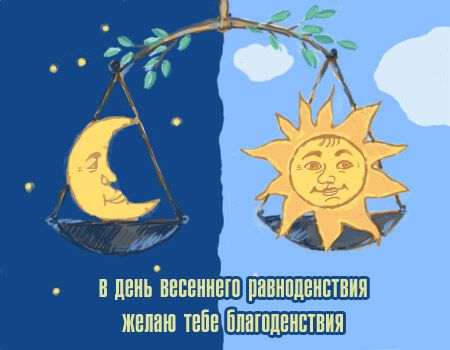 в день весеннего равноденствия
желаю тебе благоденствия